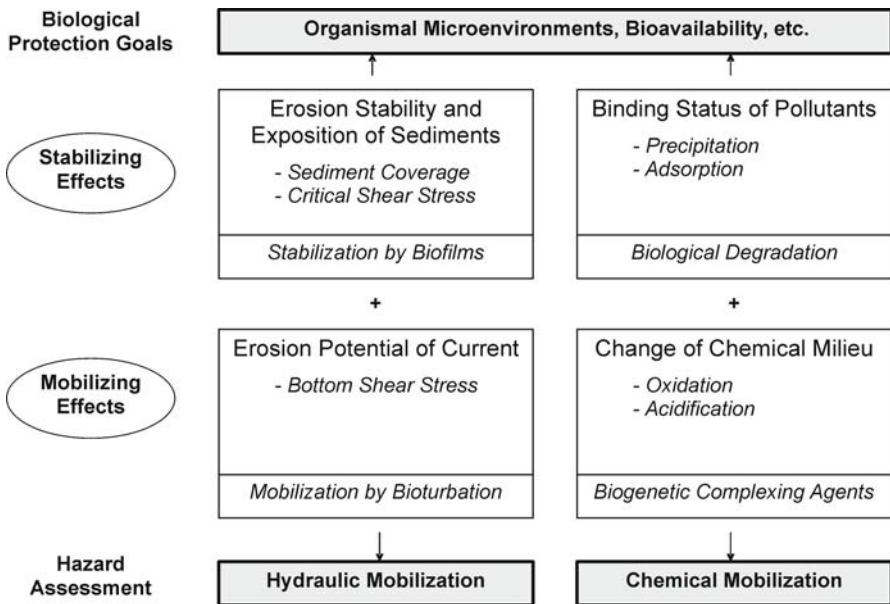 Biological
Protection Goals
Organismal Microenvironments, Bioavailability, etc.
Stabilizing
Effects
Erosion Stability and
Exposition of Sediments
- Sediment Coverage
- Critical Shear Stress
Stabilization by Biofilms
Binding Status of Pollutants
- Precipitation
- Adsorption
Biological Degradation
+
+
Mobilizing
Effects
Erosion Potential of Current
- Bottom Shear Stress
Mobilization by Bioturbation
Change of Chemical Milieu
- Oxidation
- Acidification
Biogenetic Complexing Agents
Hazard
Assessment
Hydraulic Mobilization
Chemical Mobilization